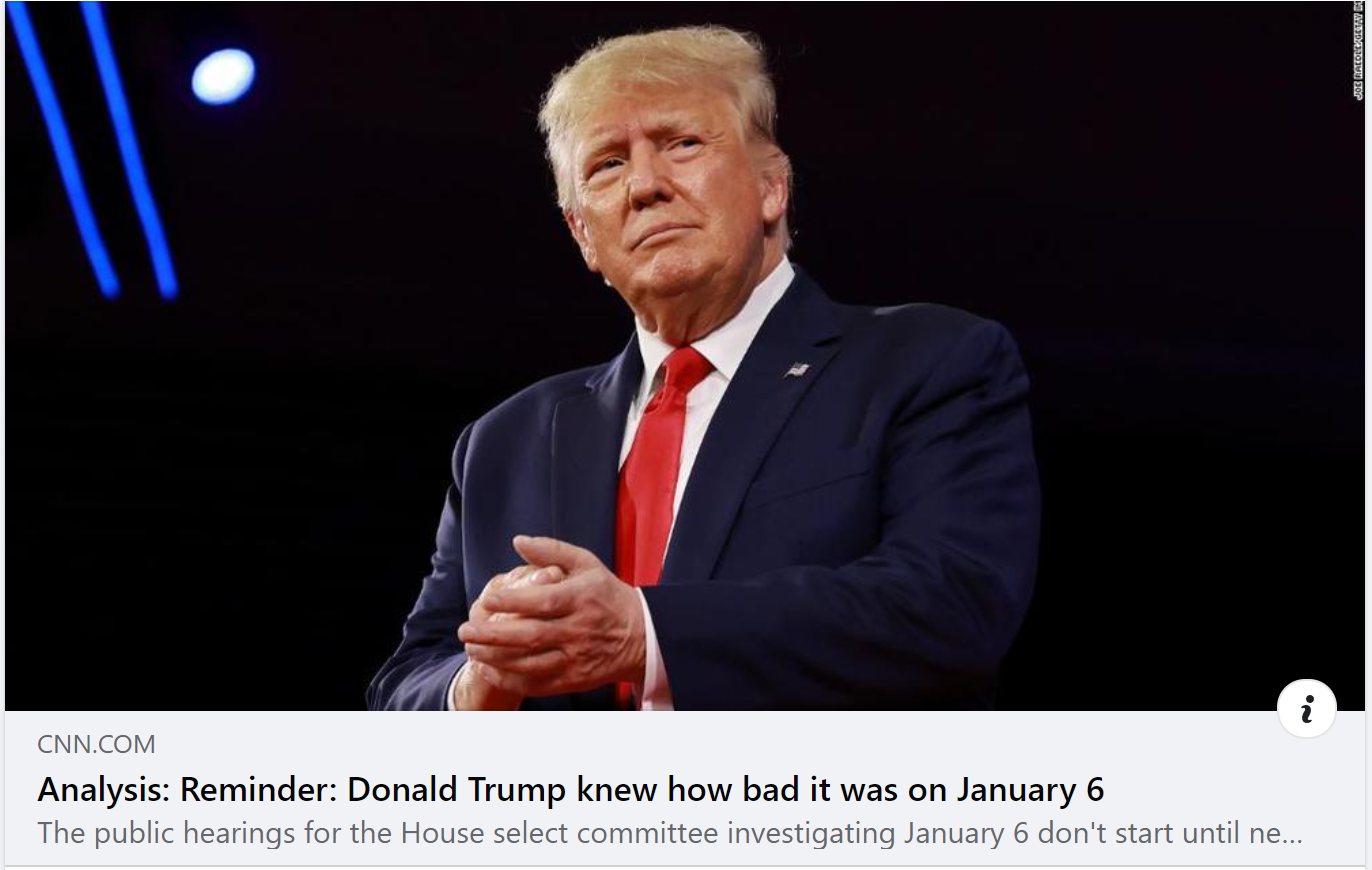 JOE RAEDLE/GETTY
CNN.COM
Analysis: Reminder: Donald Trump knew how bad it was on January 6
The public hearings for the House select committee investigating January 6 don't start until ne...